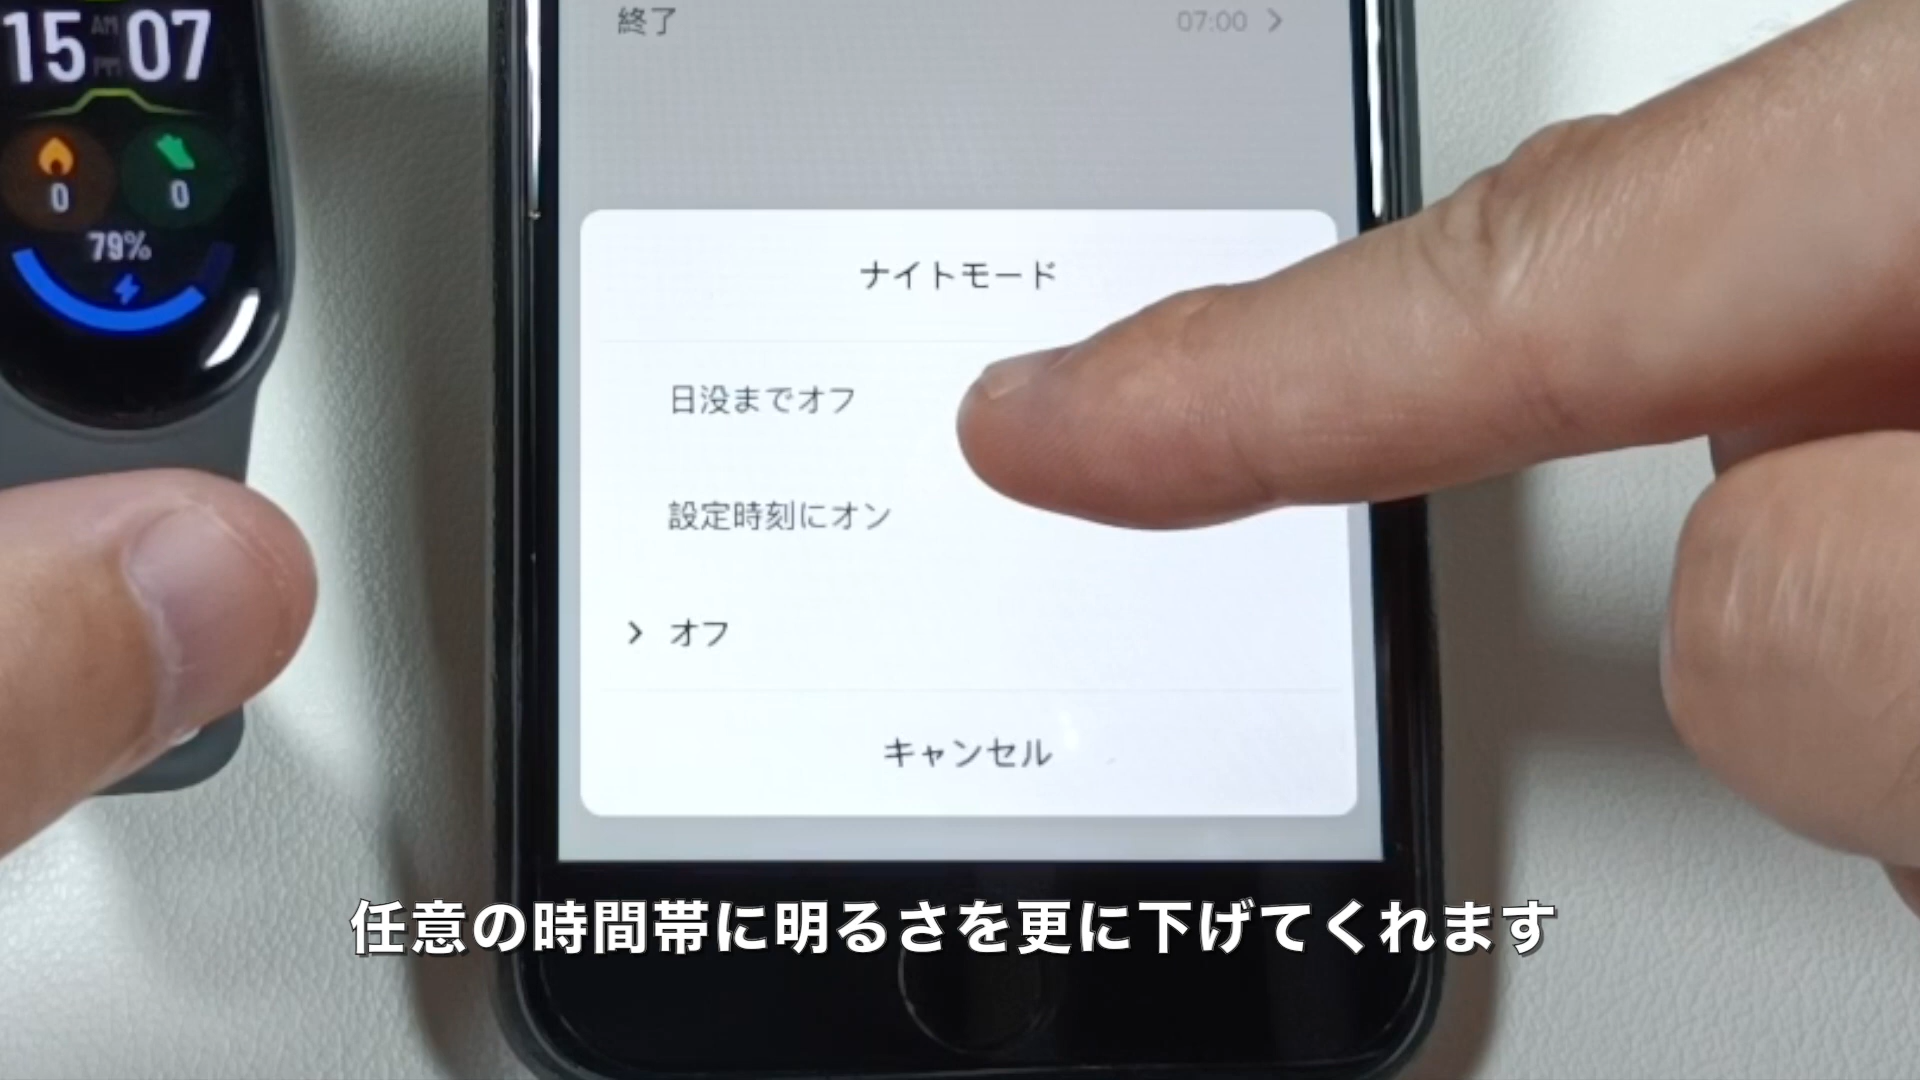 15 AM PM 07
0 0
79%
終了 07:00
ナイトモード
日没までオフ
設定時刻にオン
オフ
キャンセル
任意の時間帯に明るさを更に下げてくれます